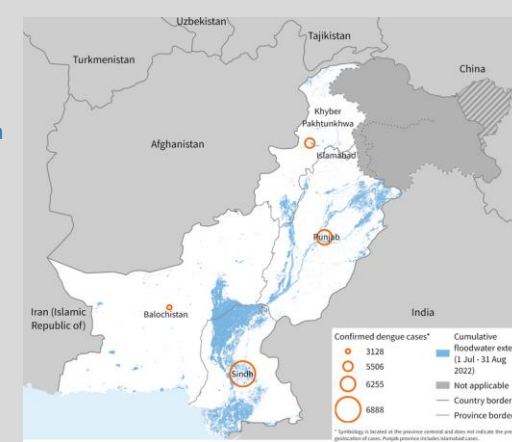 Uzbekistan
Tajikistan
Turkmenistan
China
Khyber
Pakhtunkhwa
Afghanistan
Islamabad
Punjab
Iran (Islamic
Republic of)
Balochistan
India
Sindh
Confirmed dengue cases*
3128
5506
6255
6888
Cumulative
floodwater
(1 Jul - 31 Aug
2022)
Not applicable
Country border
Province border
* Symbology is located at the province centroid and does not indicate the
geolocation of cases. Punjab province includes Islamabad cases.